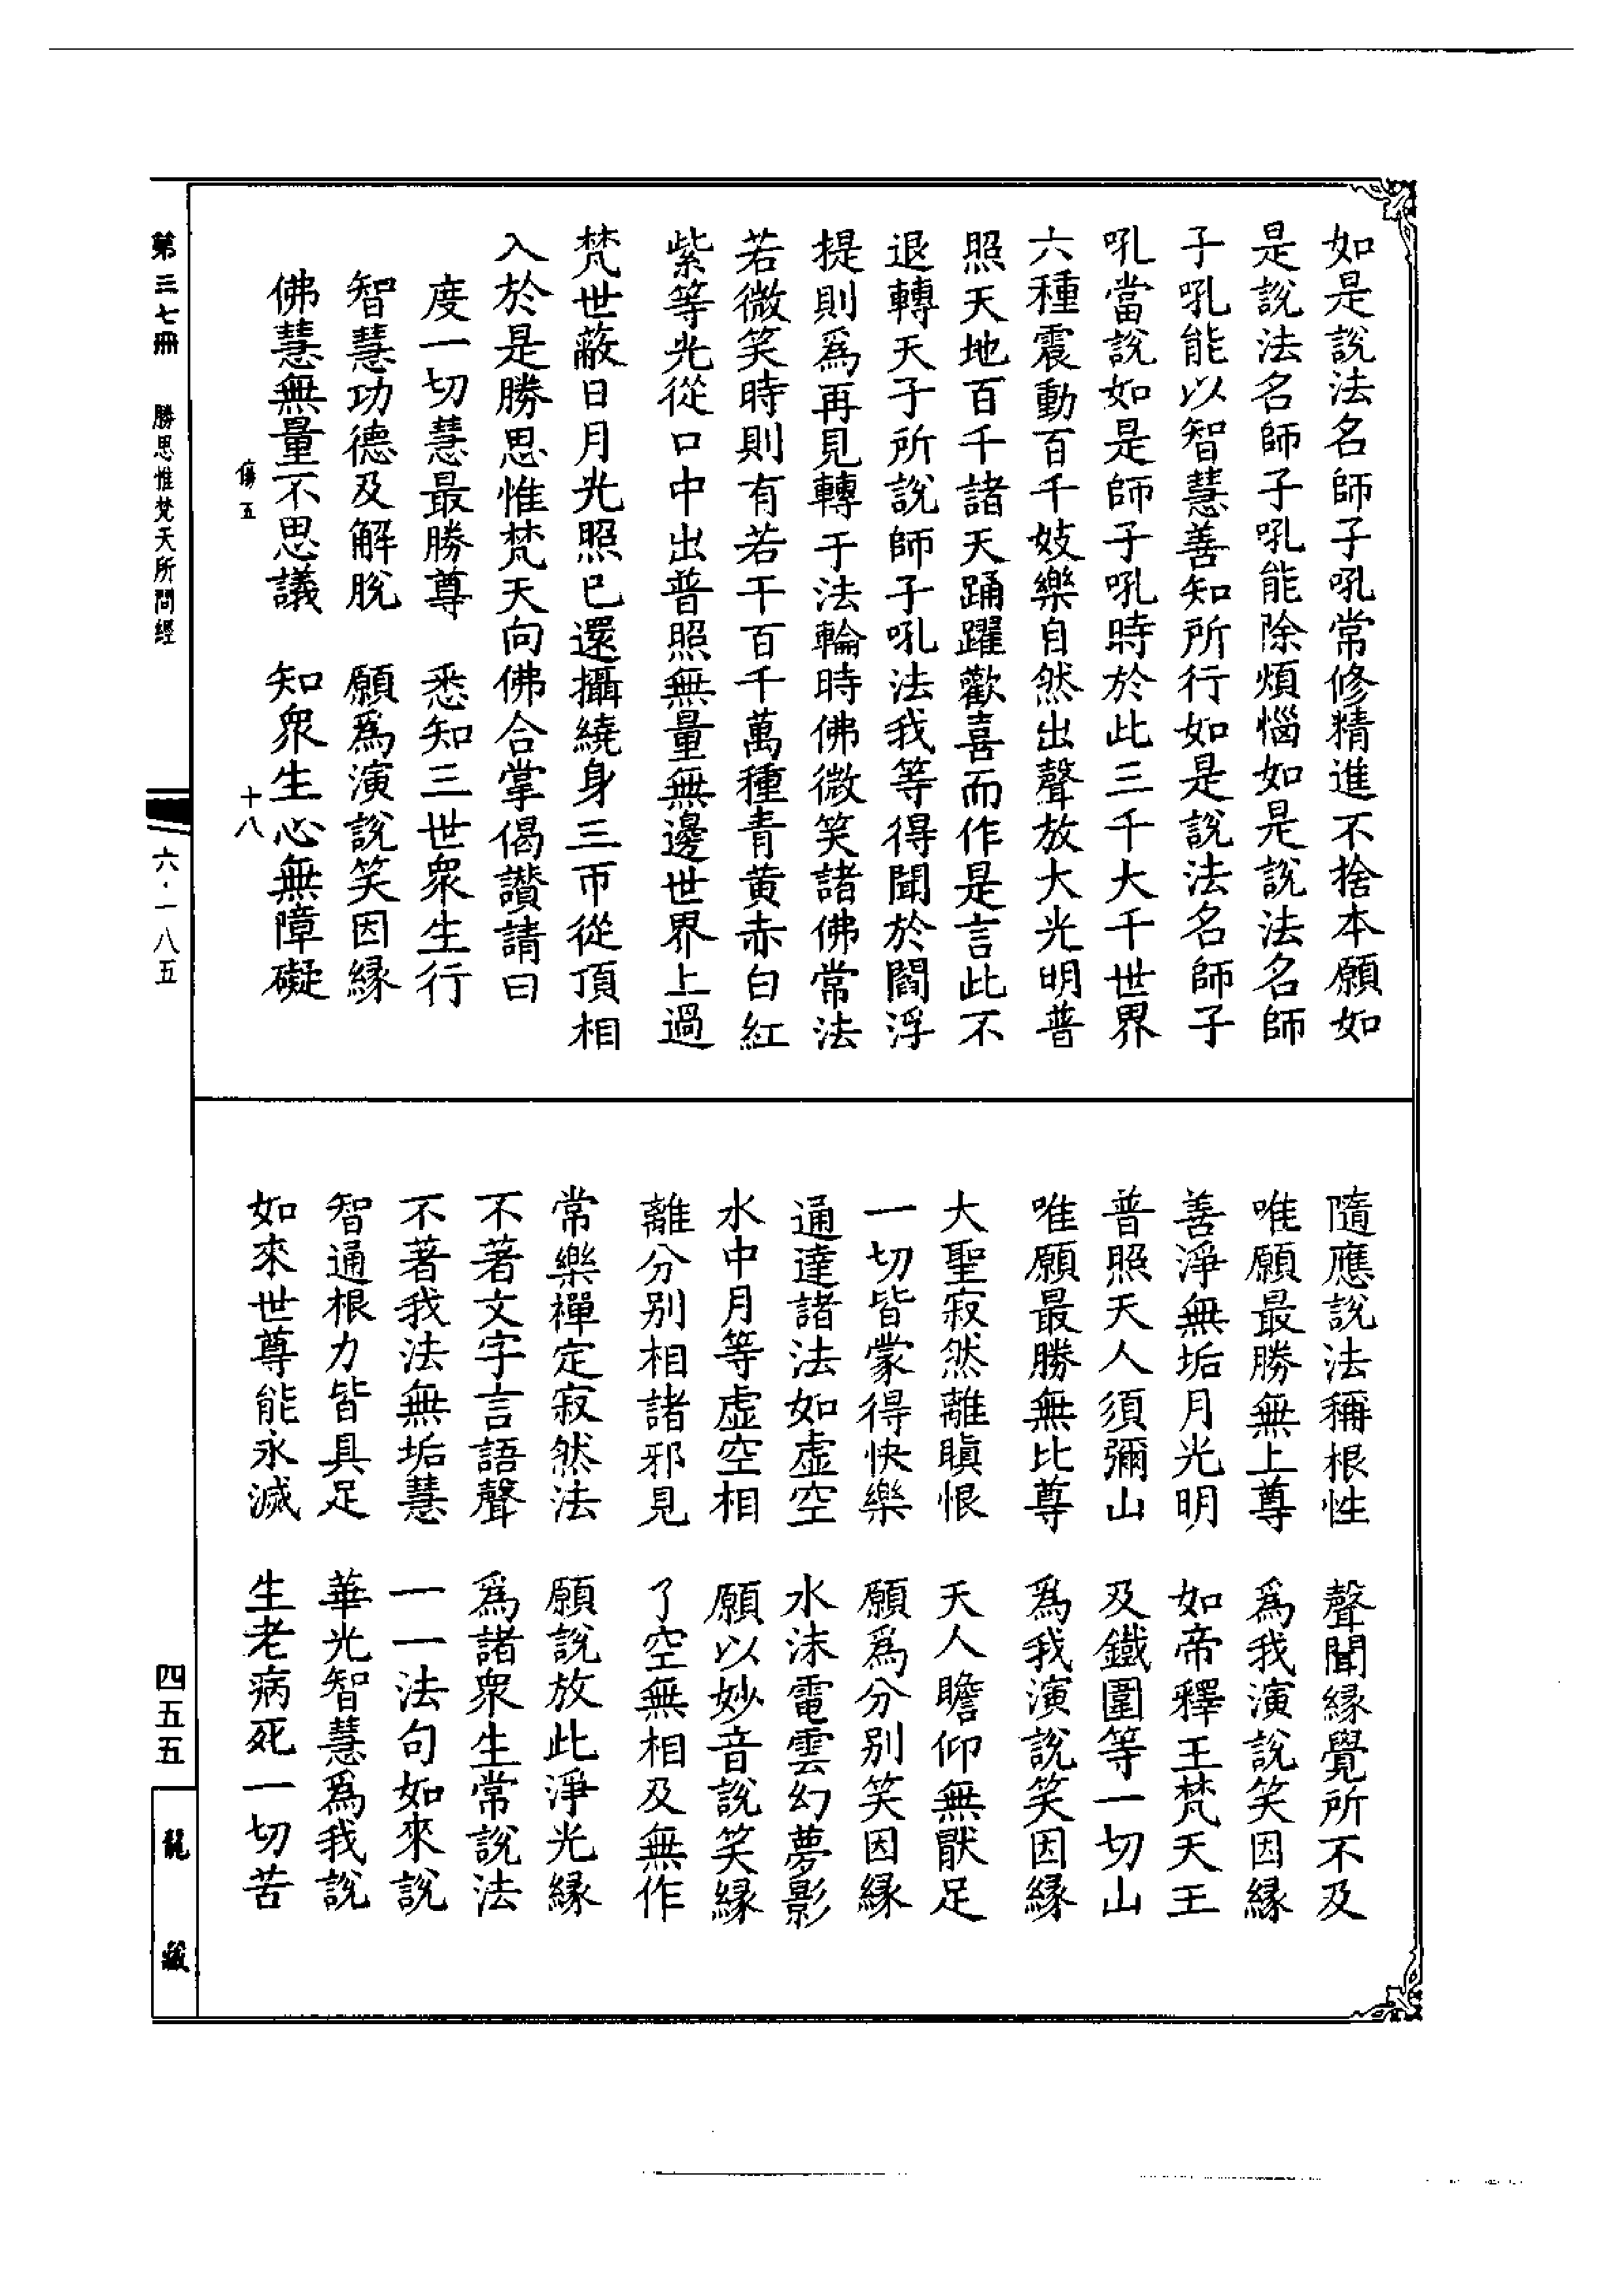 如是說法名師子吼常修精進不捨本願如
是說法名師子吼能除煩惱如是說法名師
子吼能以智慧善知所行如是說法名師子
吼當說如是師子吼時於此三千大千世界
六種震動百千妓樂自然出聲放大光明普
照天地百千諸天踊躍歡喜而作是言此不
退轉天子所說師子吼法我等得聞於閻浮
提則爲再見轉于法輪時佛微笑諸佛常法
若微笑時則有若干百千萬種青黃赤白紅
紫等光從口中出普照無量無邊世界上過
梵世蔽日月光照已還攝繞身三帀從頂相
入於是勝思惟梵天向佛合掌偈讚請曰
度一切慧最勝尊　悉知三世衆生行
智慧功德及解脫　願爲演說笑因緣
佛慧無量不思議　知衆生心無障礙
傷五　十八
隨應說法稱根性　聲聞緣覺所不及
唯願最勝無上尊　爲我演說笑因緣
善淨無垢月光明　如帝釋王梵天王
普照天人須彌山　及鐵圍等一切山
唯願最勝無比尊　爲我演說笑因緣
大聖寂然離瞋恨　天人瞻仰無猒足
一切皆蒙得快樂　願爲分別笑因緣
通達諸法如虛空　水沫電雲幻夢影
水中月等虛空相　願以妙音說笑緣
離分別相諸邪見　了空無相及無作
常樂禪定寂然法　願說放此淨光緣
不著文字言語聲　爲諸衆生常說法
不著我法無垢慧　一一法句如來說
智通根力皆具足　華光智慧爲我說
如來世尊能永滅　生老病死一切苦
第三七冊　勝思惟梵天所問經　六·一八五
四五五　龍藏